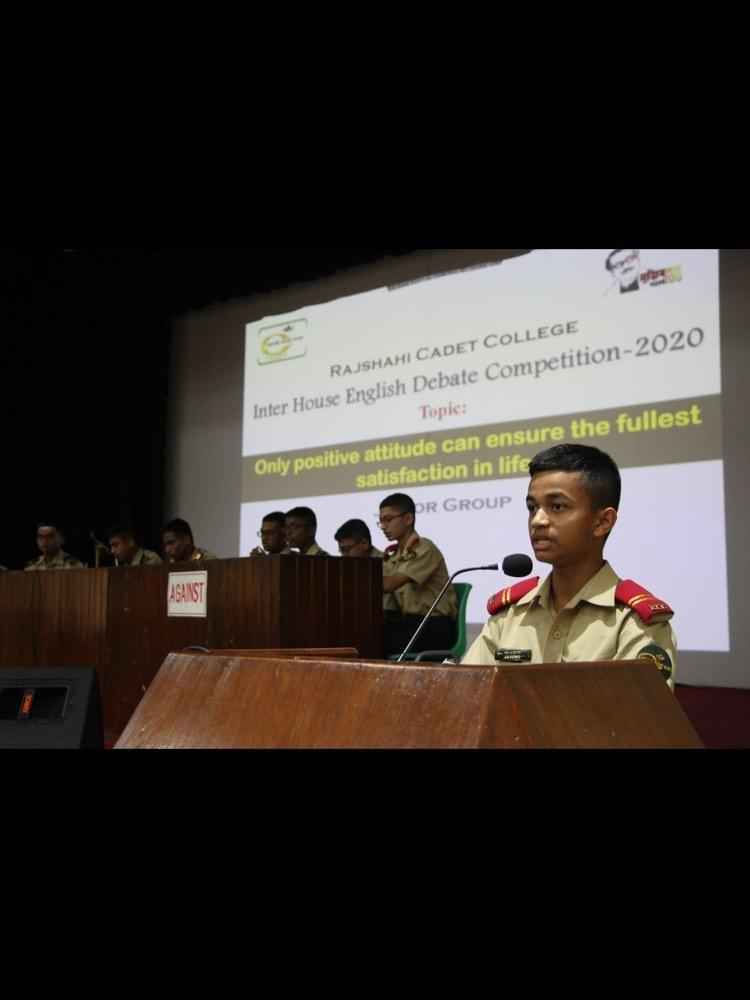 RAJSHAHI CADET COLLEGE
Inter House English Debate Competition-2020
Topic:
Only positive attitude can ensure the fullest
satisfaction in life
OR GROUP
AGAINST